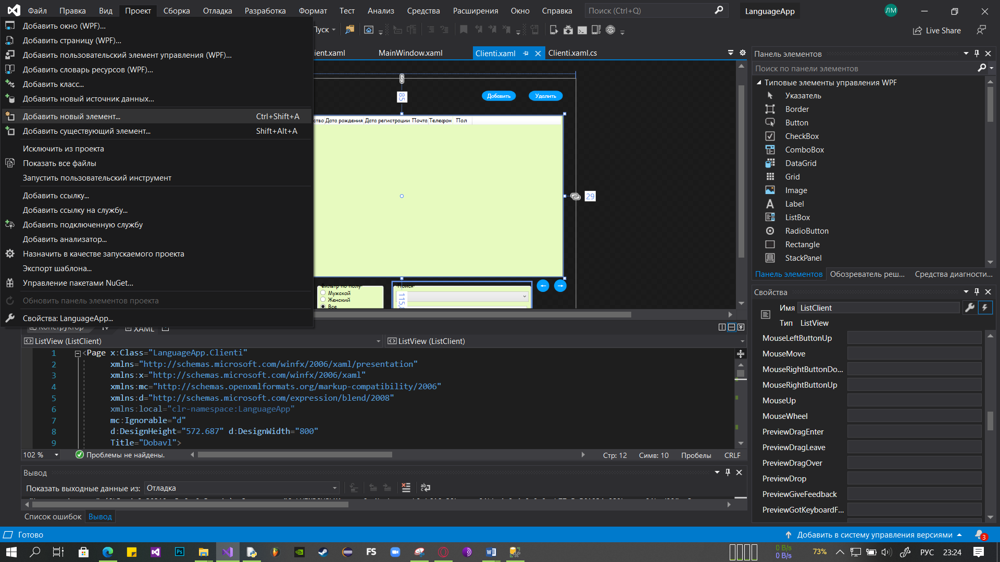 Файл Правка Вид Проект Сборка Отладка Разработка Формат Тест Анализ Средства Расширения Окно Справка Поиск (Ctrl+Q) LanguageApp ЛМ
Добавить окно (WPF)...
Добавить страницу (WPF)...
Добавить пользовательский элемент управления (WPF)...
Добавить словарь ресурсов (WPF)...
Добавить класс...
Добавить новый источник данных...
Добавить новый элемент... Ctrl+Shift+A
Добавить существующий элемент... Shift+Alt+A
Исключить из проекта
Показать все файлы
Запустить пользовательский инструмент
Добавить ссылку...
Добавить ссылку на службу...
Добавить подключенную службу
Добавить анализатор...
Назначить в качестве запускаемого проекта
Экспорт шаблона...
Управление пакетами NuGet...
Обновить панель элементов проекта
Свойства: LanguageApp...
Пуск
Live Share
ient.xaml MainWindow.xaml Clienti.xaml Clienti.xaml.cs
85
Добавить Удалить
ство Дата рождения Дата регистрации Почта Телефон Пол
29
Фильтр по полу
Мужской
Женский
Все
Поиск
115,
← →
Конструктор XAML
ListView (ListClient) ListView (ListClient)
1 <Page x:Class="LanguageApp.Clienti"
2 xmlns="http://schemas.microsoft.com/winfx/2006/xaml/presentation"
3 xmlns:x="http://schemas.microsoft.com/winfx/2006/xaml"
4 xmlns:mc="http://schemas.openxmlformats.org/markup-compatibility/2006"
5 xmlns:d="http://schemas.microsoft.com/expression/blend/2008"
6 xmlns:local="clr-namespace:LanguageApp"
7 mc:Ignorable="d"
8 d:DesignHeight="572.687" d:DesignWidth="800"
9 Title="Dobavl">
102 % Проблемы не найдены. Стр: 12 Симв: 10 Пробелы CRLF
Вывод
Показать выходные данные из: Отладка
Список ошибок Вывод
Панель элементов
Поиск по панели элементов
Типовые элементы управления WPF
Указатель
Border
Button
CheckBox
ComboBox
DataGrid
Grid
Image
Label
ListBox
RadioButton
Rectangle
StackPanel
Панель элементов Обозреватель реш... Средства диагности...
Свойства
Имя ListClient
Тип ListView
MouseLeftButtonUp
MouseMove
MouseRightButtonDo...
MouseRightButtonUp
MouseUp
MouseWheel
PreviewDragEnter
PreviewDragLeave
PreviewDragOver
PreviewDrop
PreviewGiveFeedback
PreviewGotKeyboardF...
Готово Добавить в систему управления версиями 3
Ps FS 0 B/s 0 B/s 73% РУС 23:24